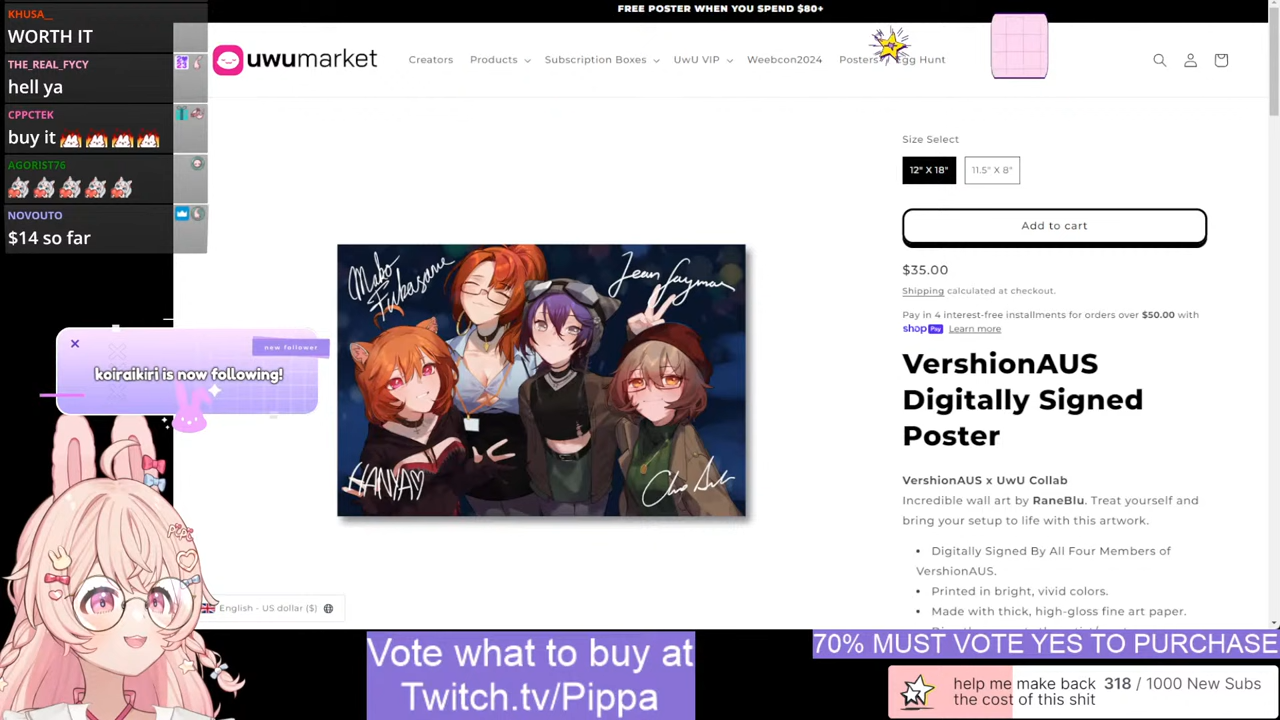 FREE POSTER WHEN YOU SPEND $80+
KHUSA__
WORTH IT
THE_REAL_FYCY
hell ya
CPPCTEK
buy it
AGORIST76
NOVOUTO
$14 so far
uwumarket
Creators Products Subscription Boxes UwU VIP Weebcon2024 Posters Egg Hunt
Size Select
12" X 18" 11.5" X 8"
Add to cart
$35.00
Shipping calculated at checkout.
Pay in 4 interest-free installments for orders over $50.00 with
shop Pay Learn more
VershionAUS
Digitally Signed
Poster
VershionAUS x UwU Collab
Incredible wall art by RaneBlu. Treat yourself and
bring your setup to life with this artwork.
• Digitally Signed By All Four Members of
VershionAUS.
• Printed in bright, vivid colors.
• Made with thick, high-gloss fine art paper.
Mako
Fukasame
HANYA♡
new follower
koiraikiri is now following!
Pipa
English - US dollar ($)
Vote what to buy at
Twitch.tv/Pippa
70% MUST VOTE YES TO PURCHASE
help me make back 318 / 1000 New Subs
the cost of this shit